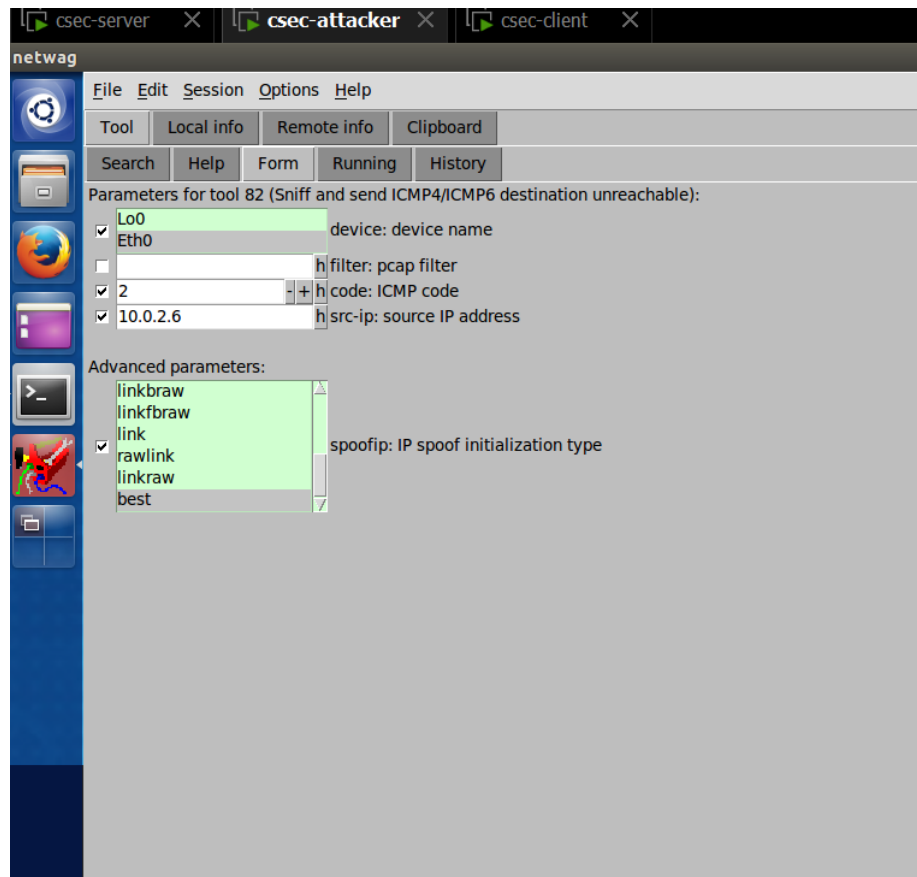 csec-server csec-attacker csec-client
netwag
File Edit Session Options Help
Tool Local info Remote info Clipboard
Search Help Form Running History
Parameters for tool 82 (Sniff and send ICMP4/ICMP6 destination unreachable):
Lo0
Eth0
device: device name
h filter: pcap filter
2 - + h code: ICMP code
10.0.2.6 h src-ip: source IP address
Advanced parameters:
linkbraw
linkfbraw
link
rawlink
linkraw
best
spoofip: IP spoof initialization type